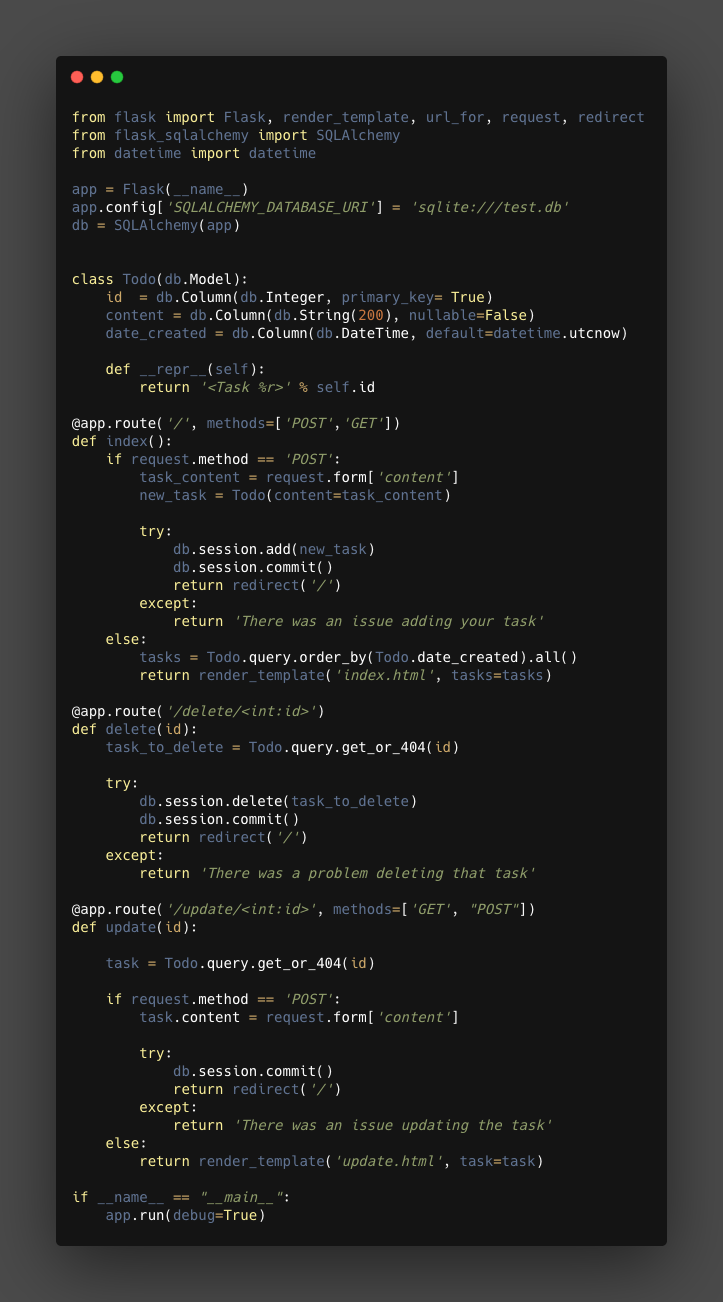 from flask import Flask, render_template, url_for, request, redirect
from flask_sqlalchemy import SQLAlchemy
from datetime import datetime

app = Flask(__name__)
app.config['SQLALCHEMY_DATABASE_URI'] = 'sqlite:///test.db'
db = SQLAlchemy(app)


class Todo(db.Model):
    id  = db.Column(db.Integer, primary_key= True)
    content = db.Column(db.String(200), nullable=False)
    date_created = db.Column(db.DateTime, default=datetime.utcnow)

    def __repr__(self):
        return '<Task %r>' % self.id

@app.route('/', methods=['POST','GET'])
def index():
    if request.method == 'POST':
        task_content = request.form['content']
        new_task = Todo(content=task_content)

        try:
            db.session.add(new_task)
            db.session.commit()
            return redirect('/')
        except:
            return 'There was an issue adding your task'
    else:
        tasks = Todo.query.order_by(Todo.date_created).all()
        return render_template('index.html', tasks=tasks)

@app.route('/delete/<int:id>')
def delete(id):
    task_to_delete = Todo.query.get_or_404(id)

    try:
        db.session.delete(task_to_delete)
        db.session.commit()
        return redirect('/')
    except:
        return 'There was a problem deleting that task'

@app.route('/update/<int:id>', methods=['GET', "POST"])
def update(id):

    task = Todo.query.get_or_404(id)

    if request.method == 'POST':
        task.content = request.form['content']

        try:
            db.session.commit()
            return redirect('/')
        except:
            return 'There was an issue updating the task'
    else:
        return render_template('update.html', task=task)

if __name__ == "__main__":
    app.run(debug=True)